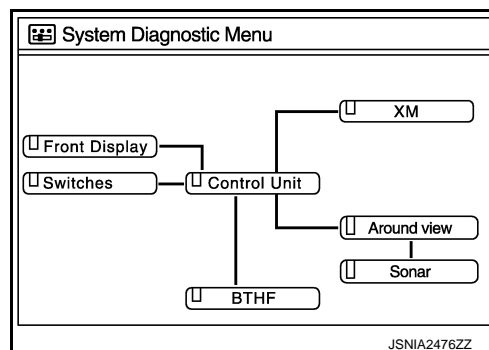 System Diagnostic Menu
XM
Front Display
Switches
Control Unit
Around view
Sonar
BTHF
JSNIA2476ZZ